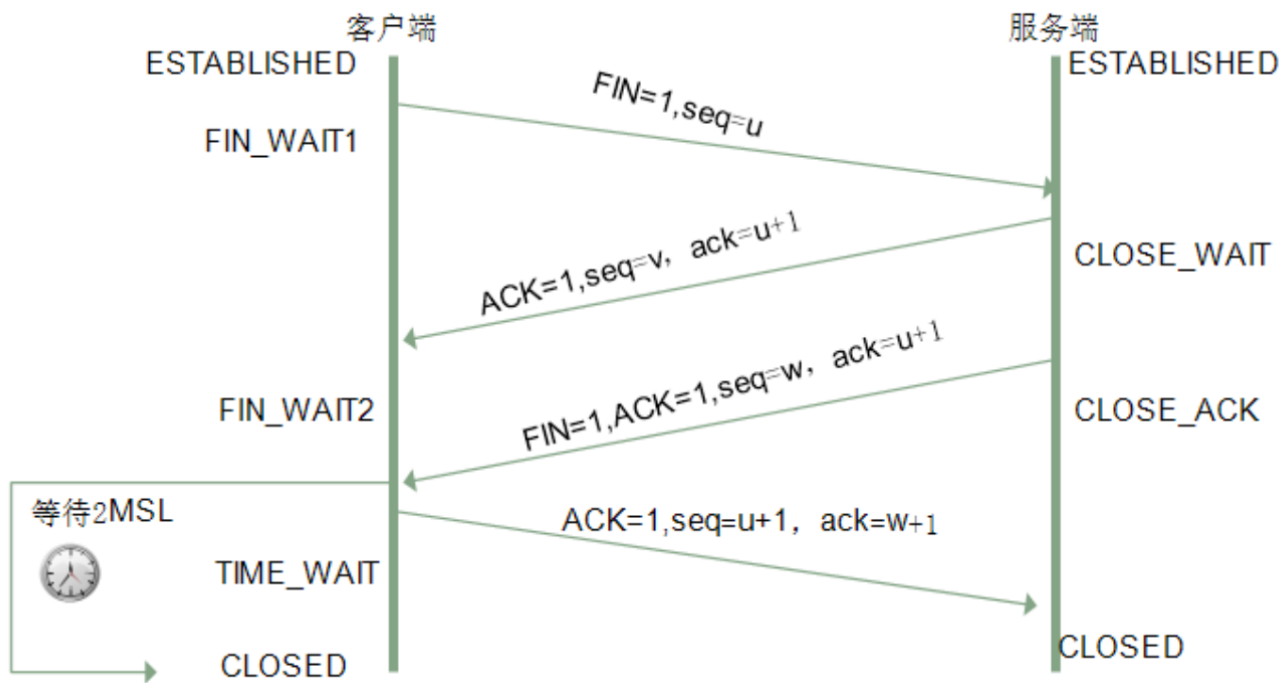 客户端
服务端
ESTABLISHED
ESTABLISHED
FIN=1,seq=u
FIN_WAIT1
ACK=1,seq=v，ack=u+1
CLOSE_WAIT
FIN=1,ACK=1,seq=w，ack=u+1
FIN_WAIT2
CLOSE_ACK
等待2MSL
ACK=1,seq=u+1，ack=w+1
TIME_WAIT
CLOSED
CLOSED